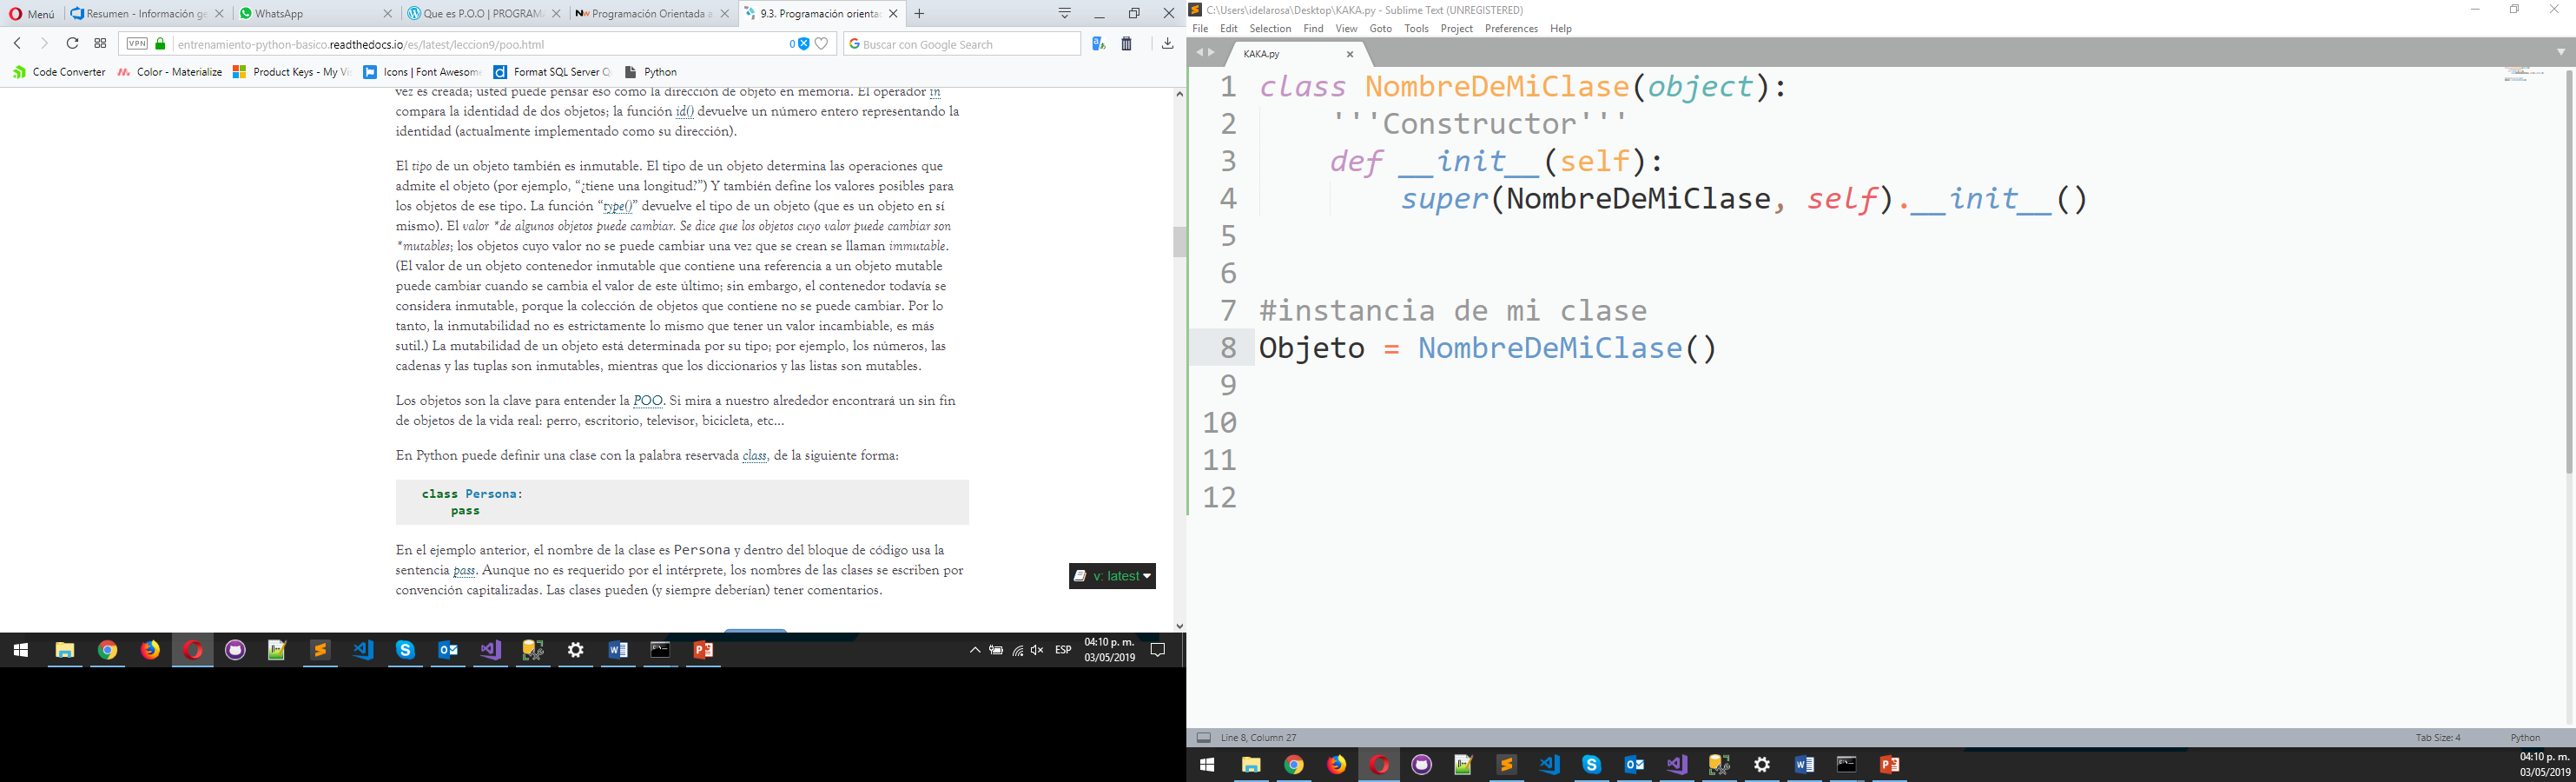 Menú
Resumen - Información ge
WhatsApp
Que es P.O.O | PROGRAMA
Programación Orientada a
9.3. Programación orientac
VPN
entrenamiento-python-basico.readthedocs.io/es/latest/leccion9/poo.html
0
Buscar con Google Search
Code Converter
Color - Materialize
Product Keys - My Vi
Icons | Font Awesome
Format SQL Server Q
Python
vez es creada; usted puede pensar eso como la dirección de objeto en memoria. El operador in
compara la identidad de dos objetos; la función id() devuelve un número entero representando la
identidad (actualmente implementado como su dirección).
El tipo de un objeto también es inmutable. El tipo de un objeto determina las operaciones que
admite el objeto (por ejemplo, “¿tiene una longitud?”) Y también define los valores posibles para
los objetos de ese tipo. La función “type()” devuelve el tipo de un objeto (que es un objeto en sí
mismo). El valor *de algunos objetos puede cambiar. Se dice que los objetos cuyo valor puede cambiar son
*mutables; los objetos cuyo valor no se puede cambiar una vez que se crean se llaman immutable.
(El valor de un objeto contenedor inmutable que contiene una referencia a un objeto mutable
puede cambiar cuando se cambia el valor de este último; sin embargo, el contenedor todavía se
considera inmutable, porque la colección de objetos que contiene no se puede cambiar. Por lo
tanto, la inmutabilidad no es estrictamente lo mismo que tener un valor incambiable, es más
sutil.) La mutabilidad de un objeto está determinada por su tipo; por ejemplo, los números, las
cadenas y las tuplas son inmutables, mientras que los diccionarios y las listas son mutables.
Los objetos son la clave para entender la POO. Si mira a nuestro alrededor encontrará un sin fin
de objetos de la vida real: perro, escritorio, televisor, bicicleta, etc...
En Python puede definir una clase con la palabra reservada class, de la siguiente forma:
class Persona:
pass
En el ejemplo anterior, el nombre de la clase es Persona y dentro del bloque de código usa la
sentencia pass. Aunque no es requerido por el intérprete, los nombres de las clases se escriben por
convención capitalizadas. Las clases pueden (y siempre deberían) tener comentarios.
v: latest
ESP
04:10 p. m.
03/05/2019
C:\Users\idelarosa\Desktop\KAKA.py - Sublime Text (UNREGISTERED)
File Edit Selection Find View Goto Tools Project Preferences Help
KAKA.py
1 class NombreDeMiClase(object):
2 '''Constructor'''
3 def __init__(self):
4 super(NombreDeMiClase, self).__init__()
5
6
7 #instancia de mi clase
8 Objeto = NombreDeMiClase()
9
10
11
12
Line 8, Column 27
Tab Size: 4
Python
04:10 p. m.
03/05/2019